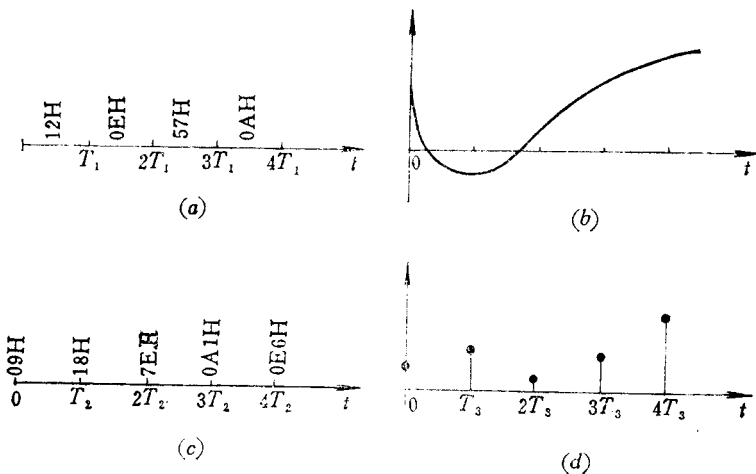 12H 0EH 57H 0AH
T₁ 2T₁ 3T₁ 4T₁ t
(a)
0 t
(b)
09H 18H 7EH 0A1H 0E6H
0 T₂ 2T₂ 3T₂ 4T₂ t
(c)
0 T₃ 2T₃ 3T₃ 4T₃ t
(d)